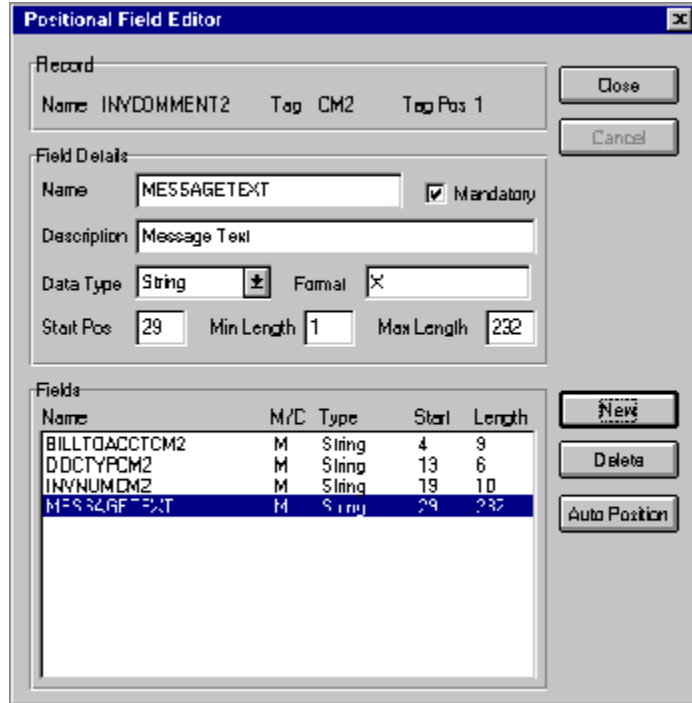 Positional Field Editor
Record
Name INVCOMMENT2 Tag CM2 Tag Pos 1
Close
Cancel
Field Details
Name MESSAGETEXT Mandatory
Description Message Text
Data Type String Format X
Start Pos 29 Min Length 1 Max Length 232
Fields
Name M/C Type Start Length
BILLTOACCTCM2 M String 4 9
DOCTYPCM2 M String 13 6
INVNUMCM2 M String 19 10
MESSAGETEXT M String 29 232
New
Delete
Auto Position